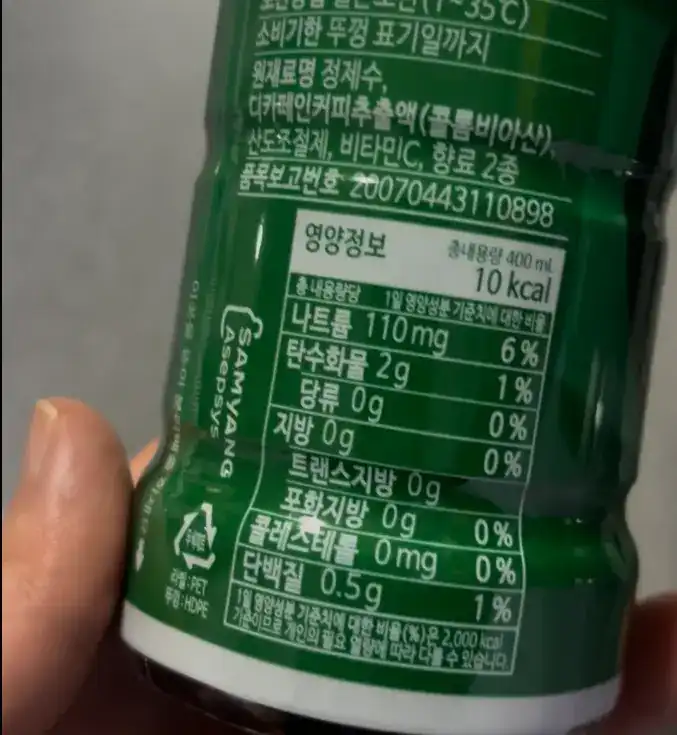 (1~35℃)
소비기한 뚜껑 표기일까지
원재료명 정제수,
디카페인커피추출액(콜롬비아산),
산도조절제, 비타민C, 향료 2종
품목보고번호 20070443110898
영양정보 총내용량 400 mL
10 kcal
총내용량당 1일 영양성분 기준치에 대한 비율
나트륨 110mg 6%
탄수화물 2g 1%
당류 0g 0%
지방 0g 0%
트랜스지방 0g
포화지방 0g 0%
콜레스테롤 0mg 0%
단백질 0.5g 1%
1일 영양성분 기준치에 대한 비율(%)은 2,000 kcal
기준이므로 개인의 필요 열량에 따라 다를 수 있습니다.
SAMYANG
Asepsys
무색페트
라벨:PET
뚜껑:HDPE